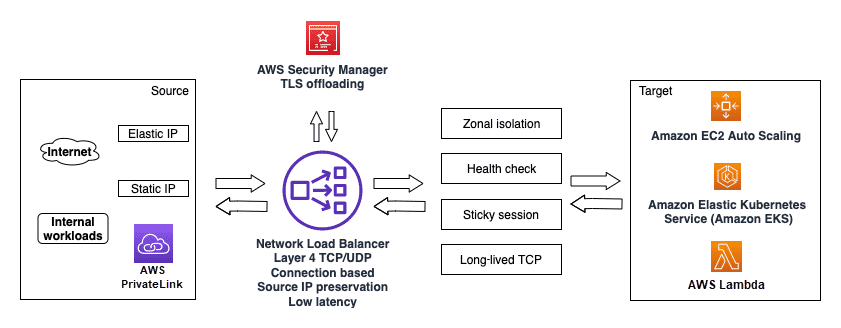 AWS Security Manager
TLS offloading
Source
Elastic IP
Internet
Static IP
Internal
workloads
AWS
PrivateLink
Network Load Balancer
Layer 4 TCP/UDP
Connection based
Source IP preservation
Low latency
Zonal isolation
Health check
Sticky session
Long-lived TCP
Target
Amazon EC2 Auto Scaling
Amazon Elastic Kubernetes
Service (Amazon EKS)
AWS Lambda